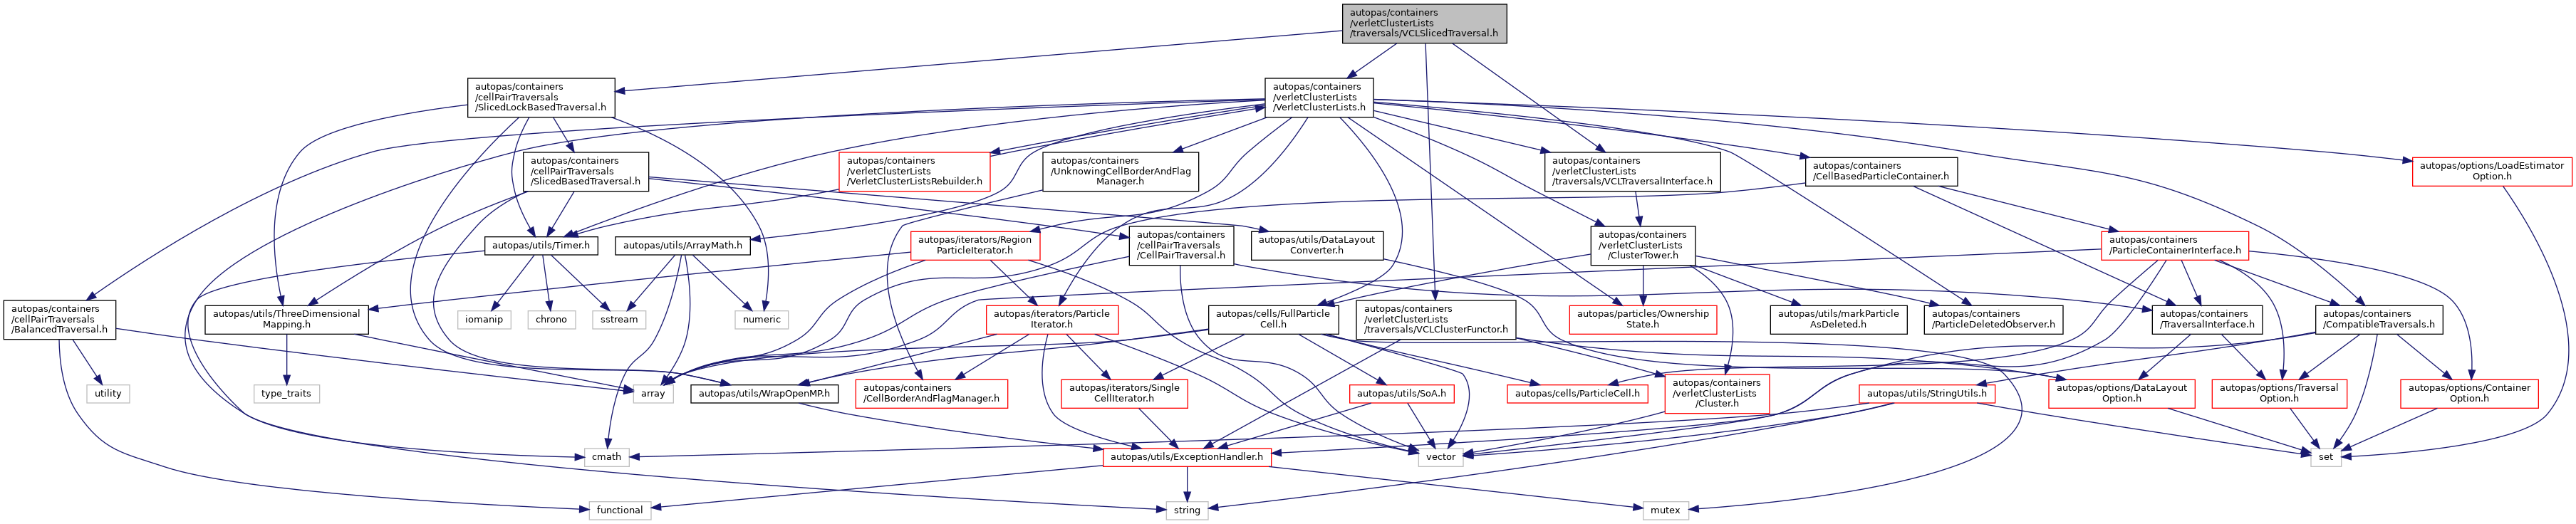 autopas/containers
/verletClusterLists
/traversals/VCLSlicedTraversal.h
autopas/containers
/cellPairTraversals
/SlicedLockBasedTraversal.h
autopas/containers
/verletClusterLists
/VerletClusterLists.h
autopas/containers
/cellPairTraversals
/SlicedBasedTraversal.h
autopas/containers
/verletClusterLists
/VerletClusterListsRebuilder.h
autopas/containers
/UnknowingCellBorderAndFlag
Manager.h
autopas/containers
/verletClusterLists
/traversals/VCLTraversalInterface.h
autopas/containers
/CellBasedParticleContainer.h
autopas/options/LoadEstimator
Option.h
autopas/utils/Timer.h
autopas/utils/ArrayMath.h
autopas/iterators/Region
ParticleIterator.h
autopas/containers
/cellPairTraversals
/CellPairTraversal.h
autopas/utils/DataLayout
Converter.h
autopas/containers
/verletClusterLists
/ClusterTower.h
autopas/containers
/ParticleContainerInterface.h
autopas/containers
/cellPairTraversals
/BalancedTraversal.h
autopas/utils/ThreeDimensional
Mapping.h
iomanip
chrono
sstream
numeric
autopas/iterators/Particle
Iterator.h
autopas/cells/FullParticle
Cell.h
autopas/containers
/verletClusterLists
/traversals/VCLClusterFunctor.h
autopas/particles/Ownership
State.h
autopas/utils/markParticle
AsDeleted.h
autopas/containers
/ParticleDeletedObserver.h
autopas/containers
/TraversalInterface.h
autopas/containers
/CompatibleTraversals.h
utility
type_traits
array
autopas/utils/WrapOpenMP.h
autopas/containers
/CellBorderAndFlagManager.h
autopas/iterators/Single
CellIterator.h
autopas/utils/SoA.h
autopas/cells/ParticleCell.h
autopas/containers
/verletClusterLists
/Cluster.h
autopas/utils/StringUtils.h
autopas/options/DataLayout
Option.h
autopas/options/Traversal
Option.h
autopas/options/Container
Option.h
cmath
autopas/utils/ExceptionHandler.h
vector
set
functional
string
mutex